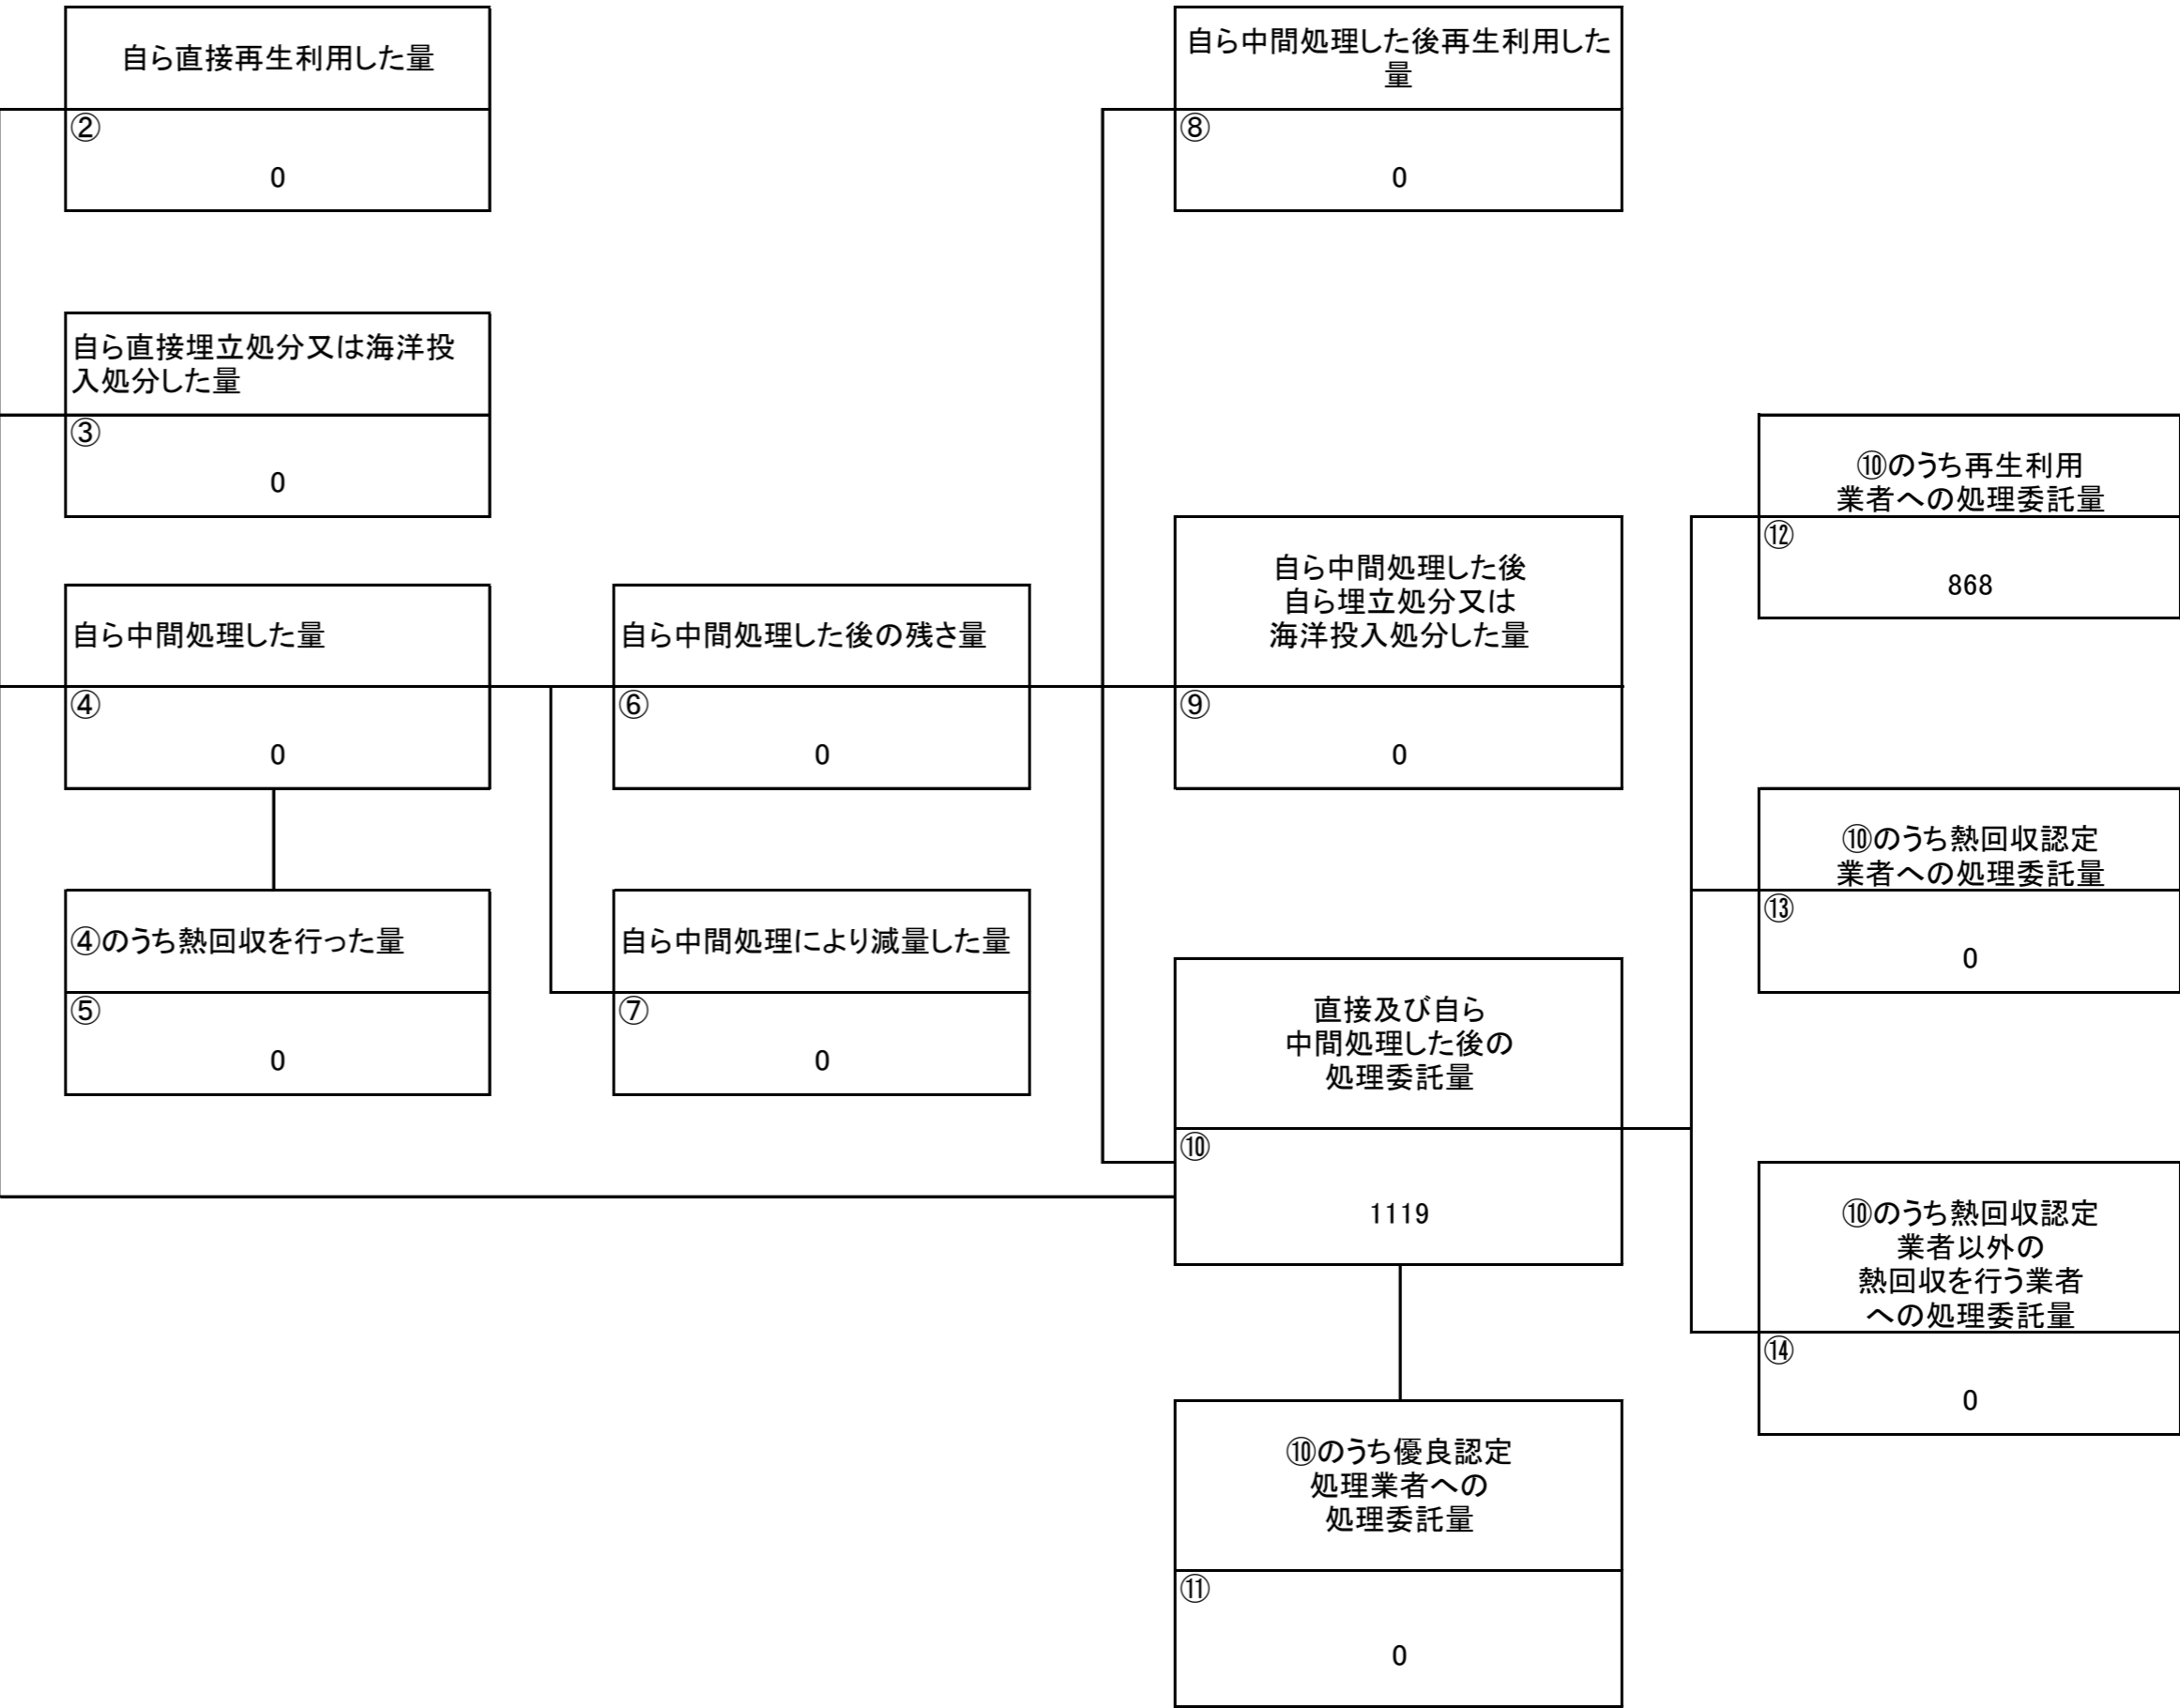 自ら直接再生利用した量
②
0
自ら直接埋立処分又は海洋投
入処分した量
③
0
自ら中間処理した量
④
0
④のうち熱回収を行った量
⑤
0
自ら中間処理した後の残さ量
⑥
0
自ら中間処理により減量した量
⑦
0
自ら中間処理した後再生利用した
量
⑧
0
自ら中間処理した後
自ら埋立処分又は
海洋投入処分した量
⑨
0
直接及び自ら
中間処理した後の
処理委託量
⑩
1119
⑩のうち優良認定
処理業者への
処理委託量
⑪
0
⑩のうち再生利用
業者への処理委託量
⑫
868
⑩のうち熱回収認定
業者への処理委託量
⑬
0
⑩のうち熱回収認定
業者以外の
熱回収を行う業者
への処理委託量
⑭
0